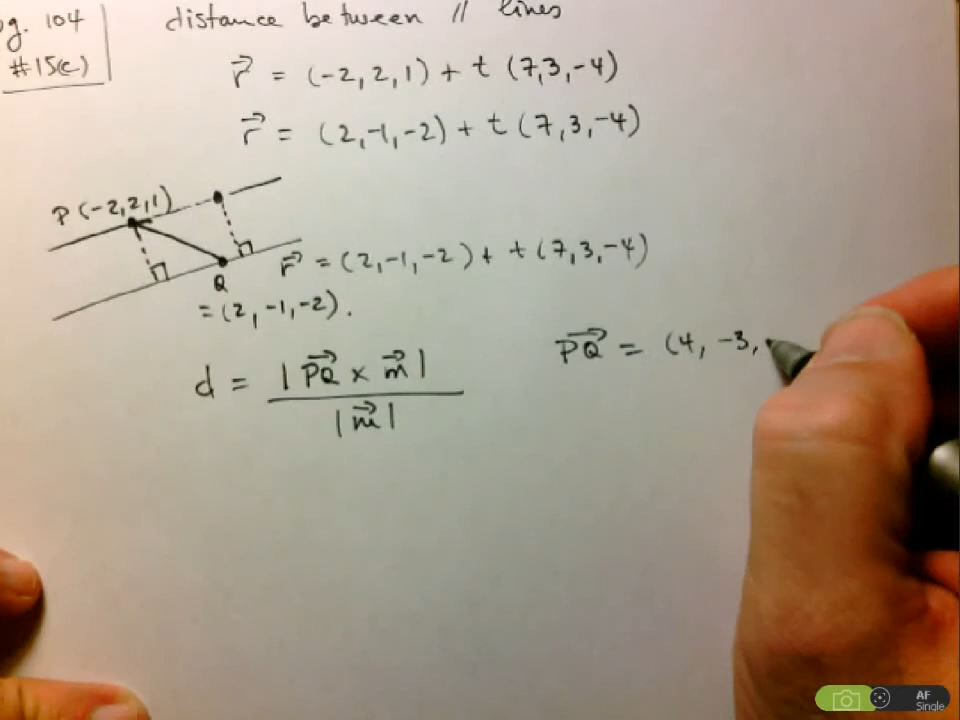 g. 104
#15(c)
distance between // lines
r⃗ = (-2, 2, 1) + t (7, 3, -4)
r⃗ = (2, -1, -2) + t (7, 3, -4)
P(-2, 2, 1)
r⃗ = (2, -1, -2) + t (7, 3, -4)
Q
= (2, -1, -2).
PQ⃗ = (4, -3,
d = |PQ⃗ × m⃗| / |m⃗|
AF
Single